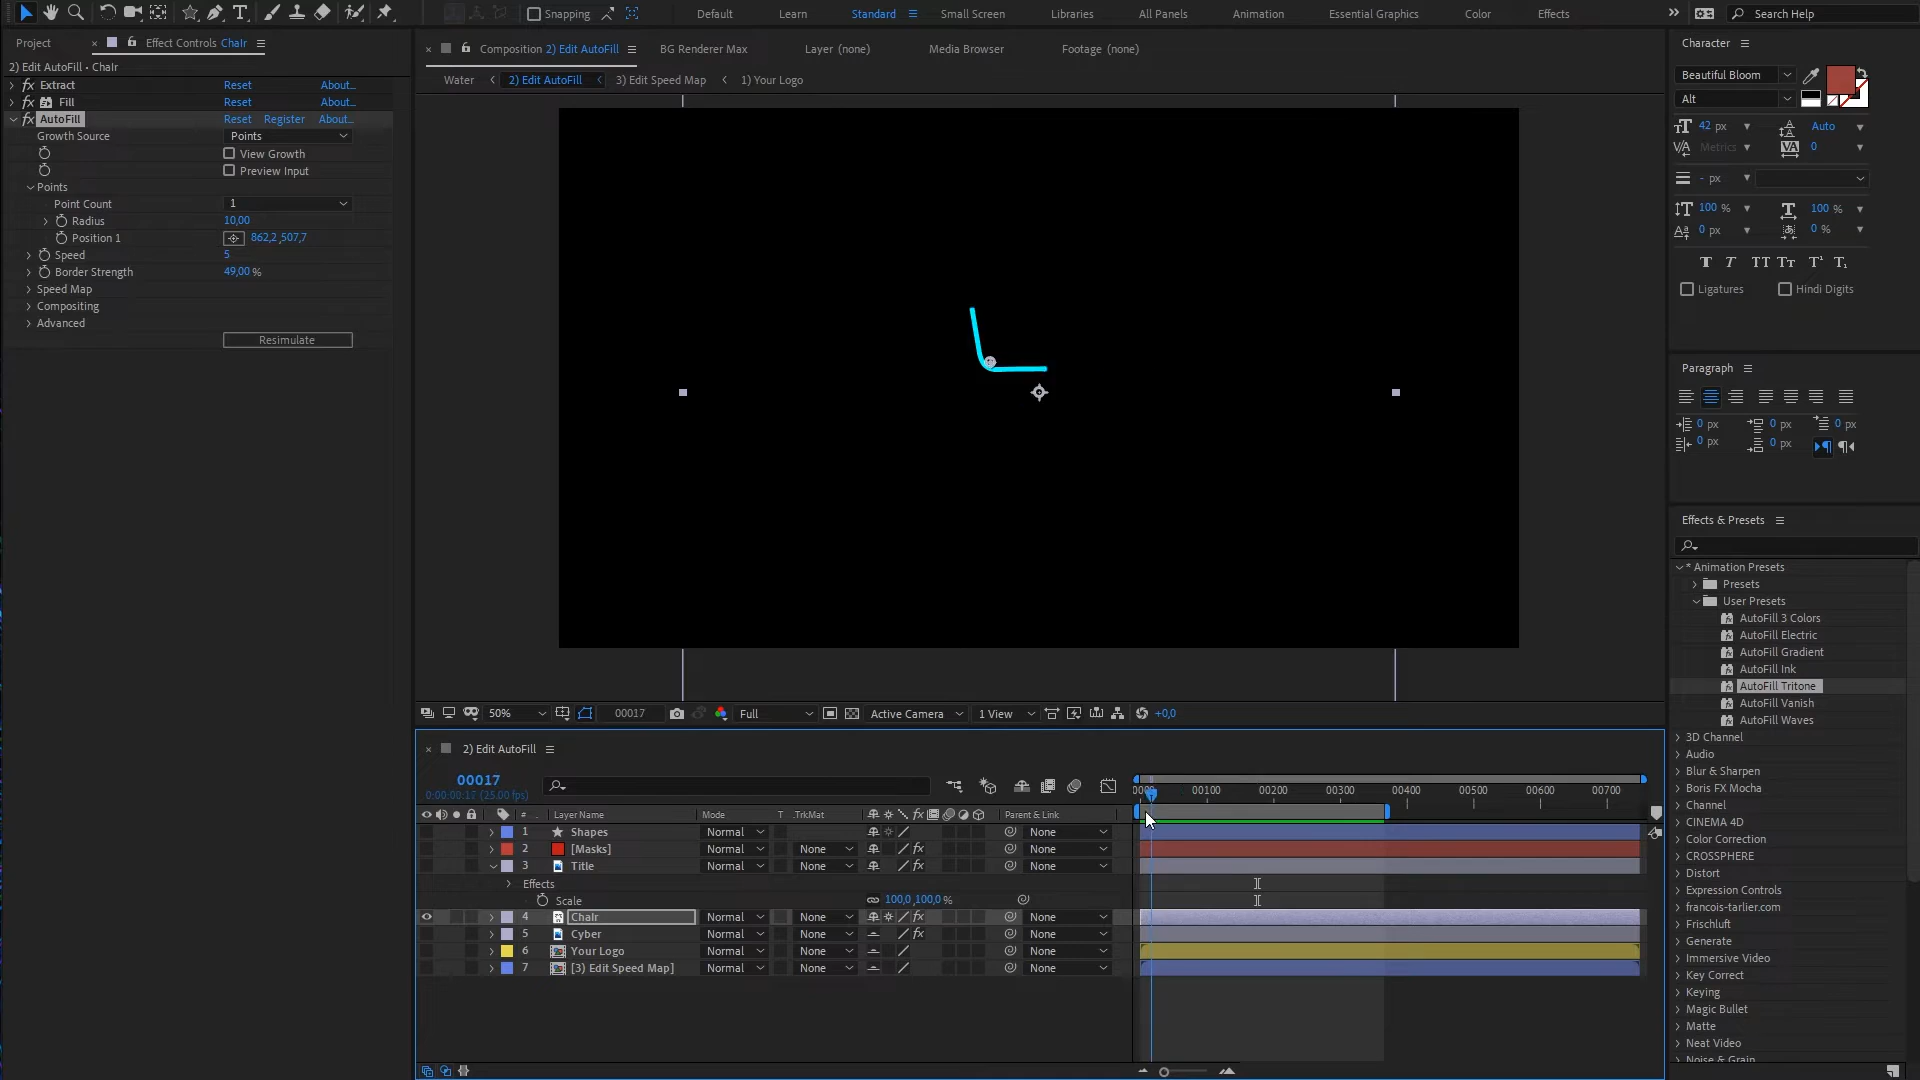 Snapping
Default
Learn
Standard
Small Screen
Libraries
All Panels
Animation
Essential Graphics
Color
Effects
Search Help
Project
Effect Controls Chair
Composition 2) Edit AutoFill
BG Renderer Max
Layer (none)
Media Browser
Footage (none)
Character
2) Edit AutoFill • Chair
Water
2) Edit AutoFill
3) Edit Speed Map
1) Your Logo
Extract Reset About...
Fill Reset About...
AutoFill Reset Register About...
Growth Source Points
View Growth
Preview Input
Points
Point Count 1
Radius 10,00
Position 1 862,2 ,507,7
Speed 5
Border Strength 49,00 %
Speed Map
Compositing
Advanced
Resimulate
Beautiful Bloom
Alt
42 px Auto
Metrics 0
- px
100 % 100 %
0 px 0 %
Ligatures Hindi Digits
Paragraph
0 px 0 px 0 px
0 px 0 px
Effects & Presets
* Animation Presets
Presets
User Presets
AutoFill 3 Colors
AutoFill Electric
AutoFill Gradient
AutoFill Ink
AutoFill Tritone
AutoFill Vanish
AutoFill Waves
3D Channel
Audio
Blur & Sharpen
Boris FX Mocha
Channel
CINEMA 4D
Color Correction
CROSSPHERE
Distort
Expression Controls
francois-tarlier.com
Frischluft
Generate
Immersive Video
Key Correct
Keying
Magic Bullet
Matte
Neat Video
Noise & Grain
50% 00017 Full Active Camera 1 View +0,0
2) Edit AutoFill
00017
00100 00200 00300 00400 00500 00600 00700
# Layer Name Mode T .TrkMat Parent & Link
1 Shapes Normal None
2 [Masks] Normal None None
3 Title Normal None None
Effects
Scale 100,0 ,100,0 %
4 Chair Normal None None
5 Cyber Normal None None
6 Your Logo Normal None None
7 [3) Edit Speed Map] Normal None None